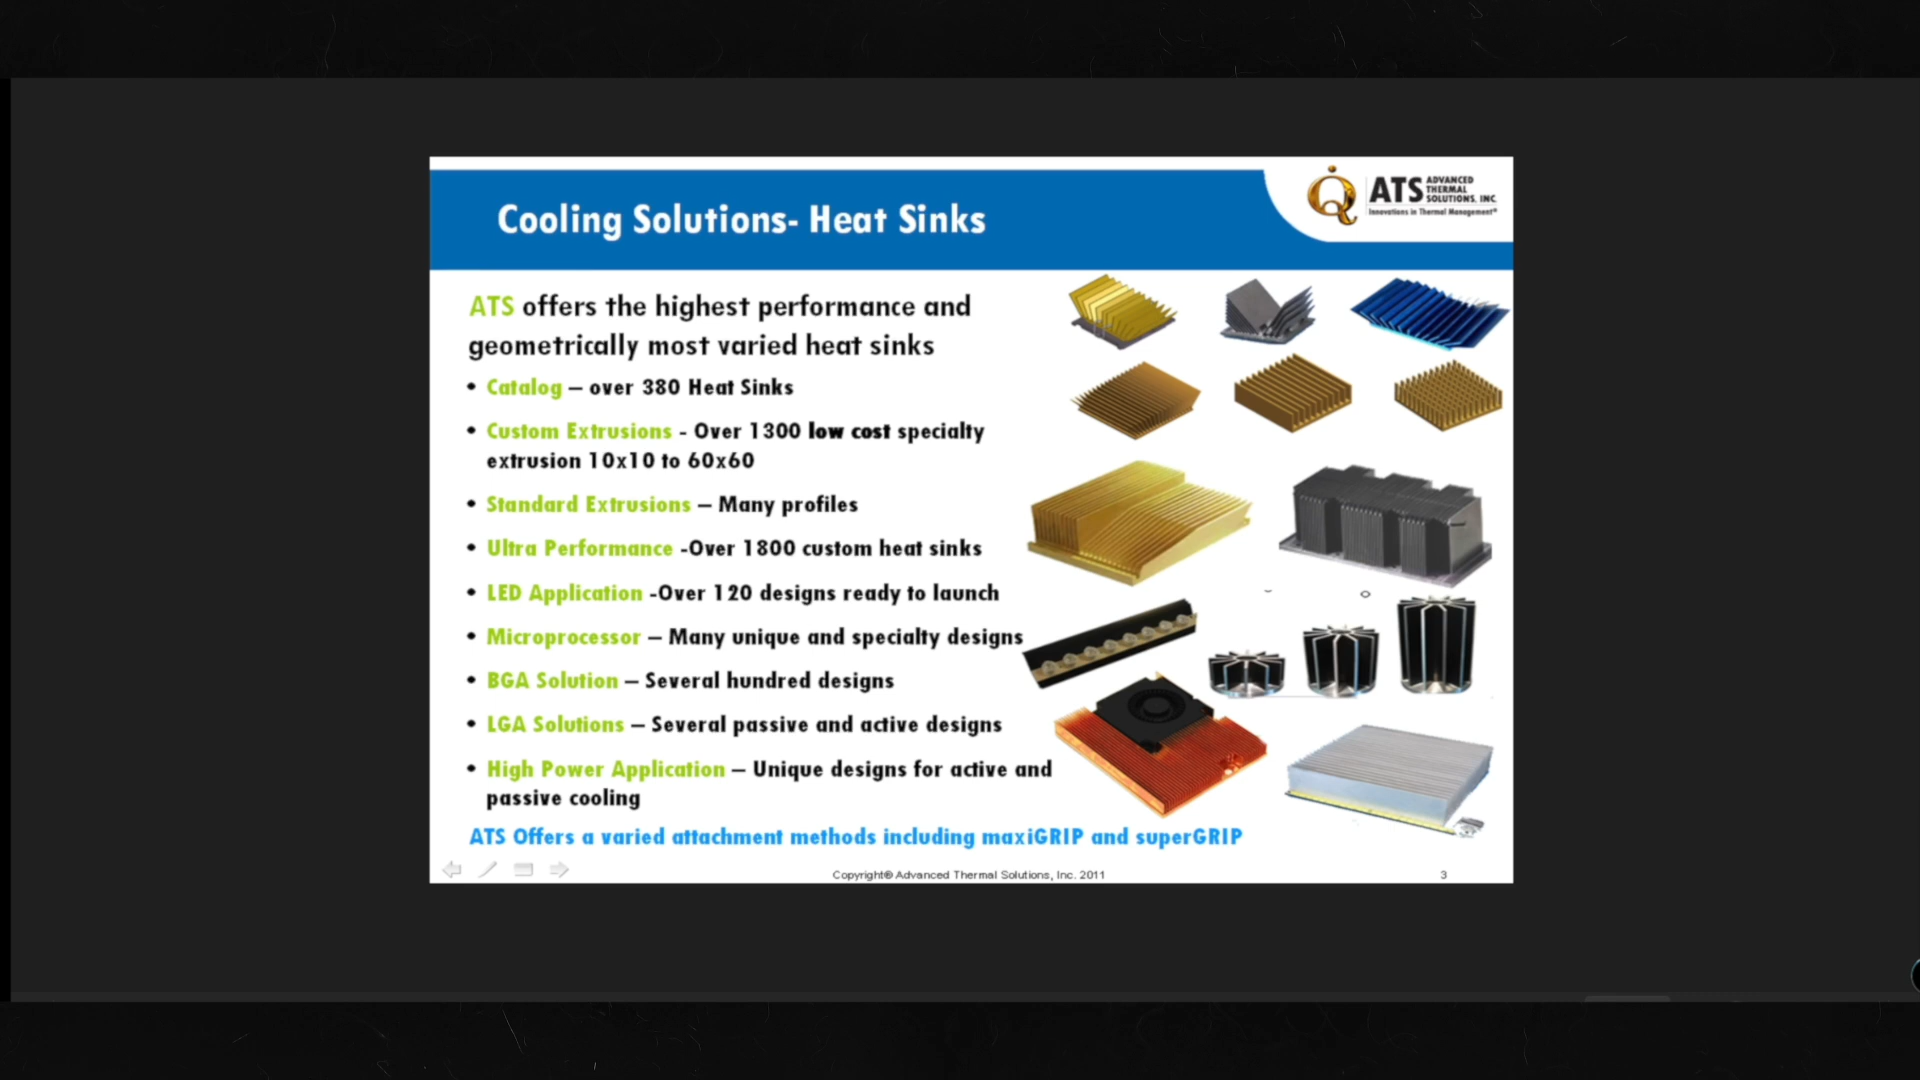 Cooling Solutions- Heat Sinks
ATS ADVANCED
THERMAL
SOLUTIONS, INC.
Innovations in Thermal Management®
ATS offers the highest performance and
geometrically most varied heat sinks
• Catalog – over 380 Heat Sinks
• Custom Extrusions - Over 1300 low cost specialty
extrusion 10x10 to 60x60
• Standard Extrusions – Many profiles
• Ultra Performance -Over 1800 custom heat sinks
• LED Application -Over 120 designs ready to launch
• Microprocessor – Many unique and specialty designs
• BGA Solution – Several hundred designs
• LGA Solutions – Several passive and active designs
• High Power Application – Unique designs for active and
passive cooling
ATS Offers a varied attachment methods including maxiGRIP and superGRIP
Copyright® Advanced Thermal Solutions, Inc. 2011
3